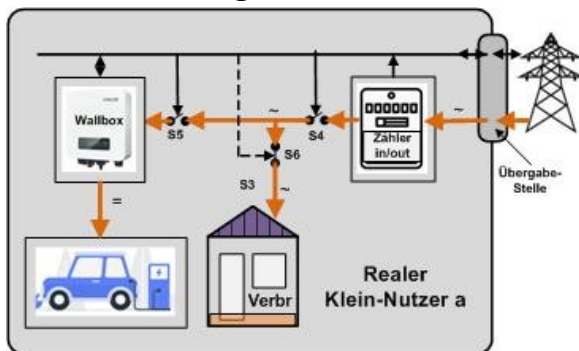 Wallbox
S5
~
S4
Zähler
in/out
~
Übergabe-
Stelle
S6
S3
~
=
Verbr
Realer
Klein-Nutzer a